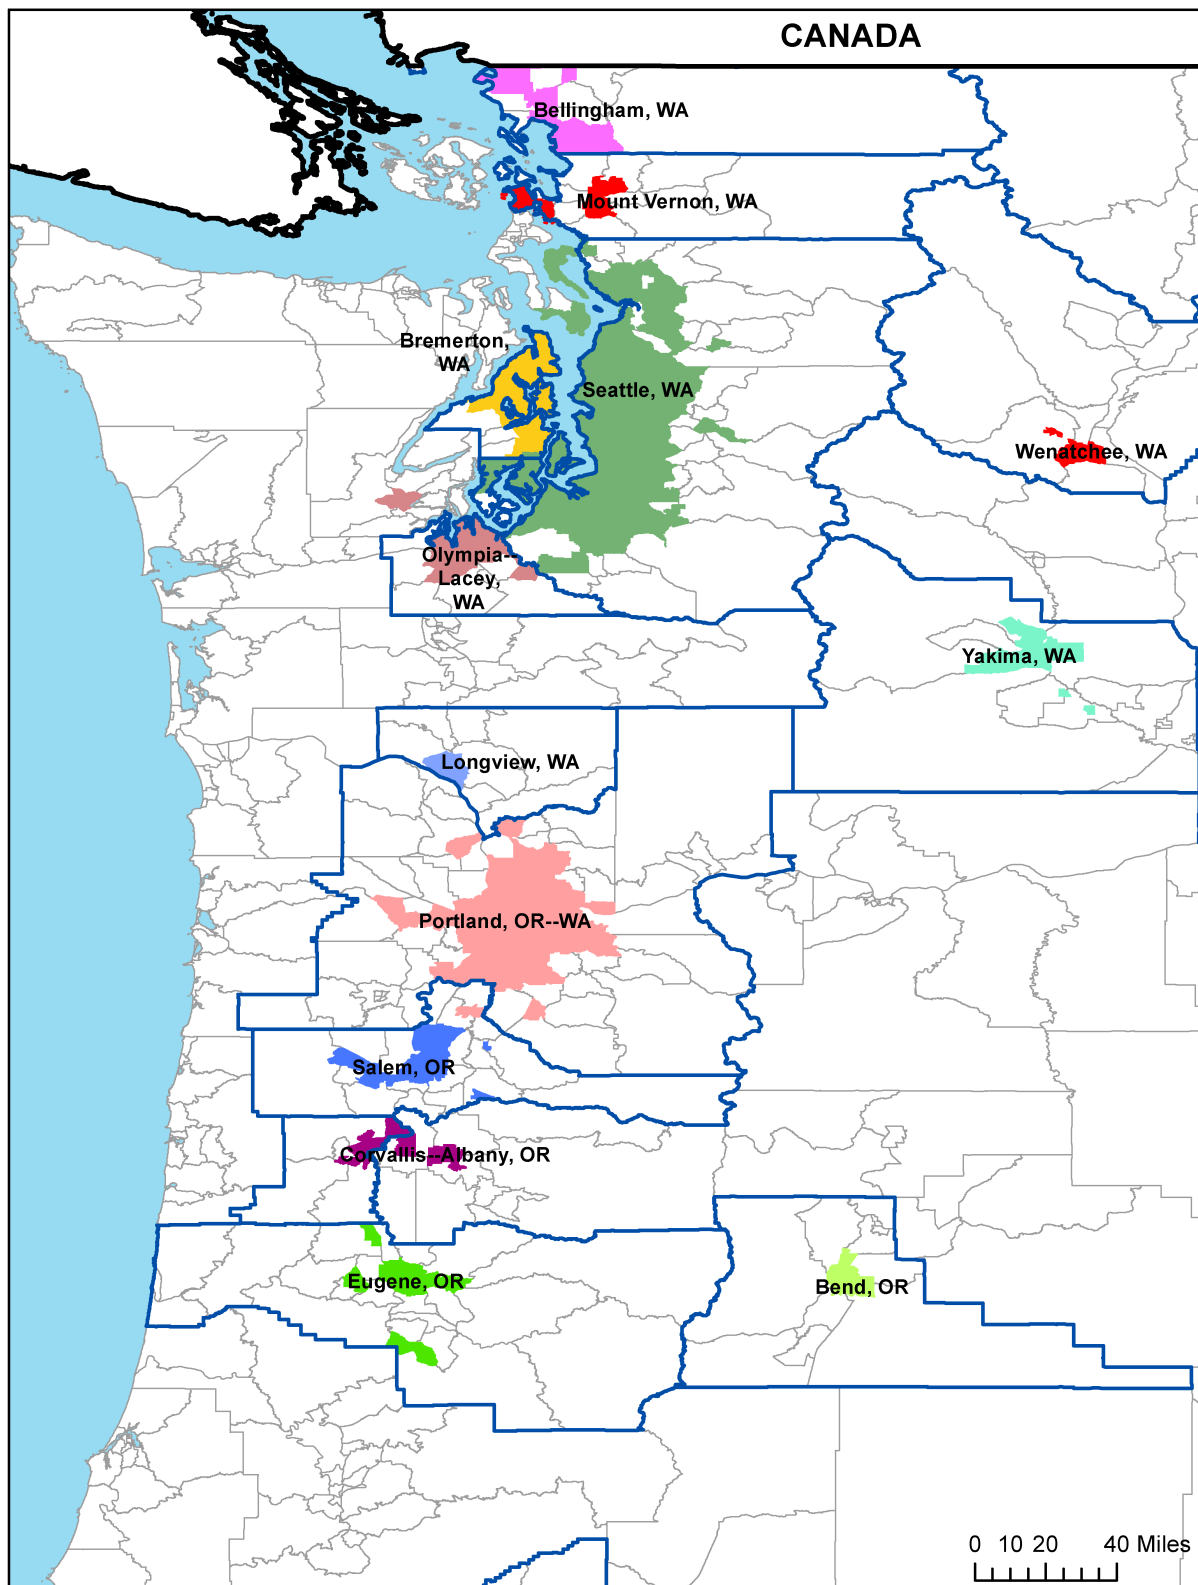 CANADA
Bellingham, WA
Mount Vernon, WA
Bremerton,
WA
Seattle, WA
Wenatchee, WA
Olympia--
Lacey,
WA
Yakima, WA
Longview, WA
Portland, OR--WA
Salem, OR
Corvallis--Albany, OR
Eugene, OR
Bend, OR
0 10 20 40 Miles